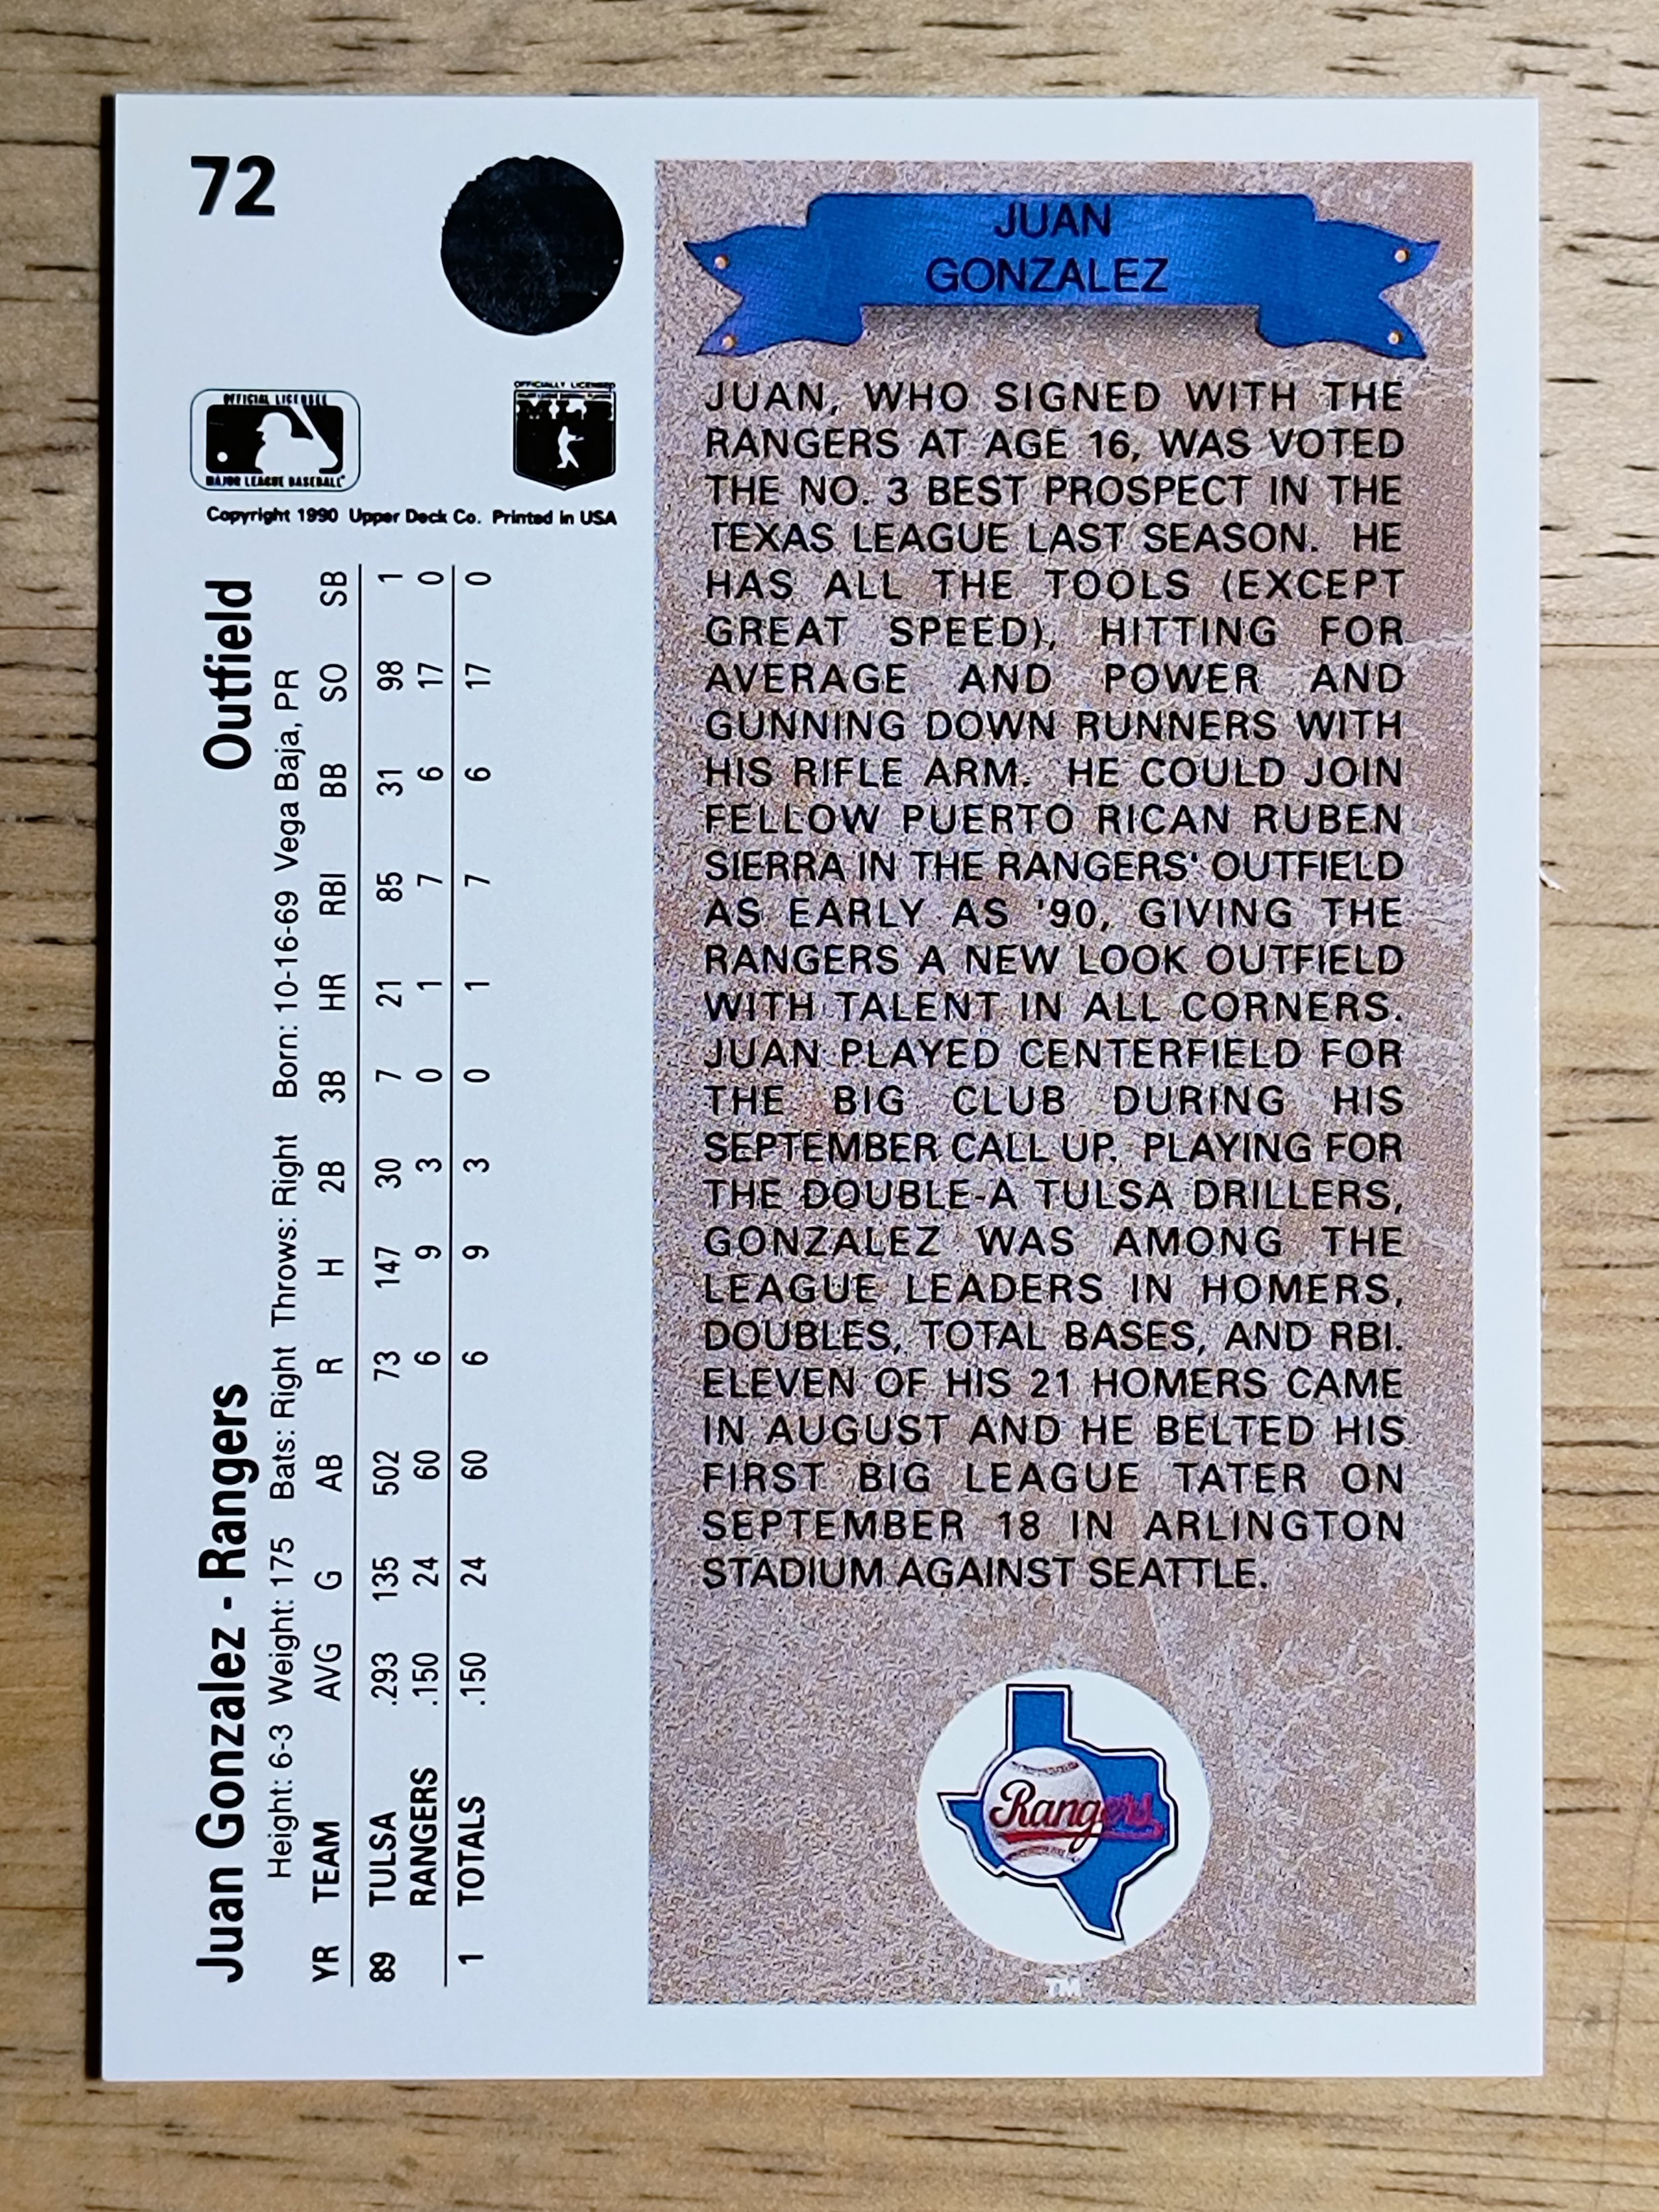 72
OFFICIAL LICENSEE
MAJOR LEAGUE BASEBALL
OFFICIALLY LICENSED
Copyright 1990 Upper Deck Co. Printed in USA
Juan Gonzalez - Rangers Outfield
Height: 6-3 Weight: 175 Bats: Right Throws: Right Born: 10-16-69 Vega Baja, PR
YR TEAM AVG G AB R H 2B 3B HR RBI BB SO SB
89 TULSA .293 135 502 73 147 30 7 21 85 31 98 1
RANGERS .150 24 60 6 9 3 0 1 7 6 17 0
1 TOTALS .150 24 60 6 9 3 0 1 7 6 17 0
JUAN
GONZALEZ
JUAN, WHO SIGNED WITH THE
RANGERS AT AGE 16, WAS VOTED
THE NO. 3 BEST PROSPECT IN THE
TEXAS LEAGUE LAST SEASON. HE
HAS ALL THE TOOLS (EXCEPT
GREAT SPEED), HITTING FOR
AVERAGE AND POWER AND
GUNNING DOWN RUNNERS WITH
HIS RIFLE ARM. HE COULD JOIN
FELLOW PUERTO RICAN RUBEN
SIERRA IN THE RANGERS' OUTFIELD
AS EARLY AS '90, GIVING THE
RANGERS A NEW LOOK OUTFIELD
WITH TALENT IN ALL CORNERS.
JUAN PLAYED CENTERFIELD FOR
THE BIG CLUB DURING HIS
SEPTEMBER CALL UP. PLAYING FOR
THE DOUBLE-A TULSA DRILLERS,
GONZALEZ WAS AMONG THE
LEAGUE LEADERS IN HOMERS,
DOUBLES, TOTAL BASES, AND RBI.
ELEVEN OF HIS 21 HOMERS CAME
IN AUGUST AND HE BELTED HIS
FIRST BIG LEAGUE TATER ON
SEPTEMBER 18 IN ARLINGTON
STADIUM AGAINST SEATTLE.
Rangers
TM